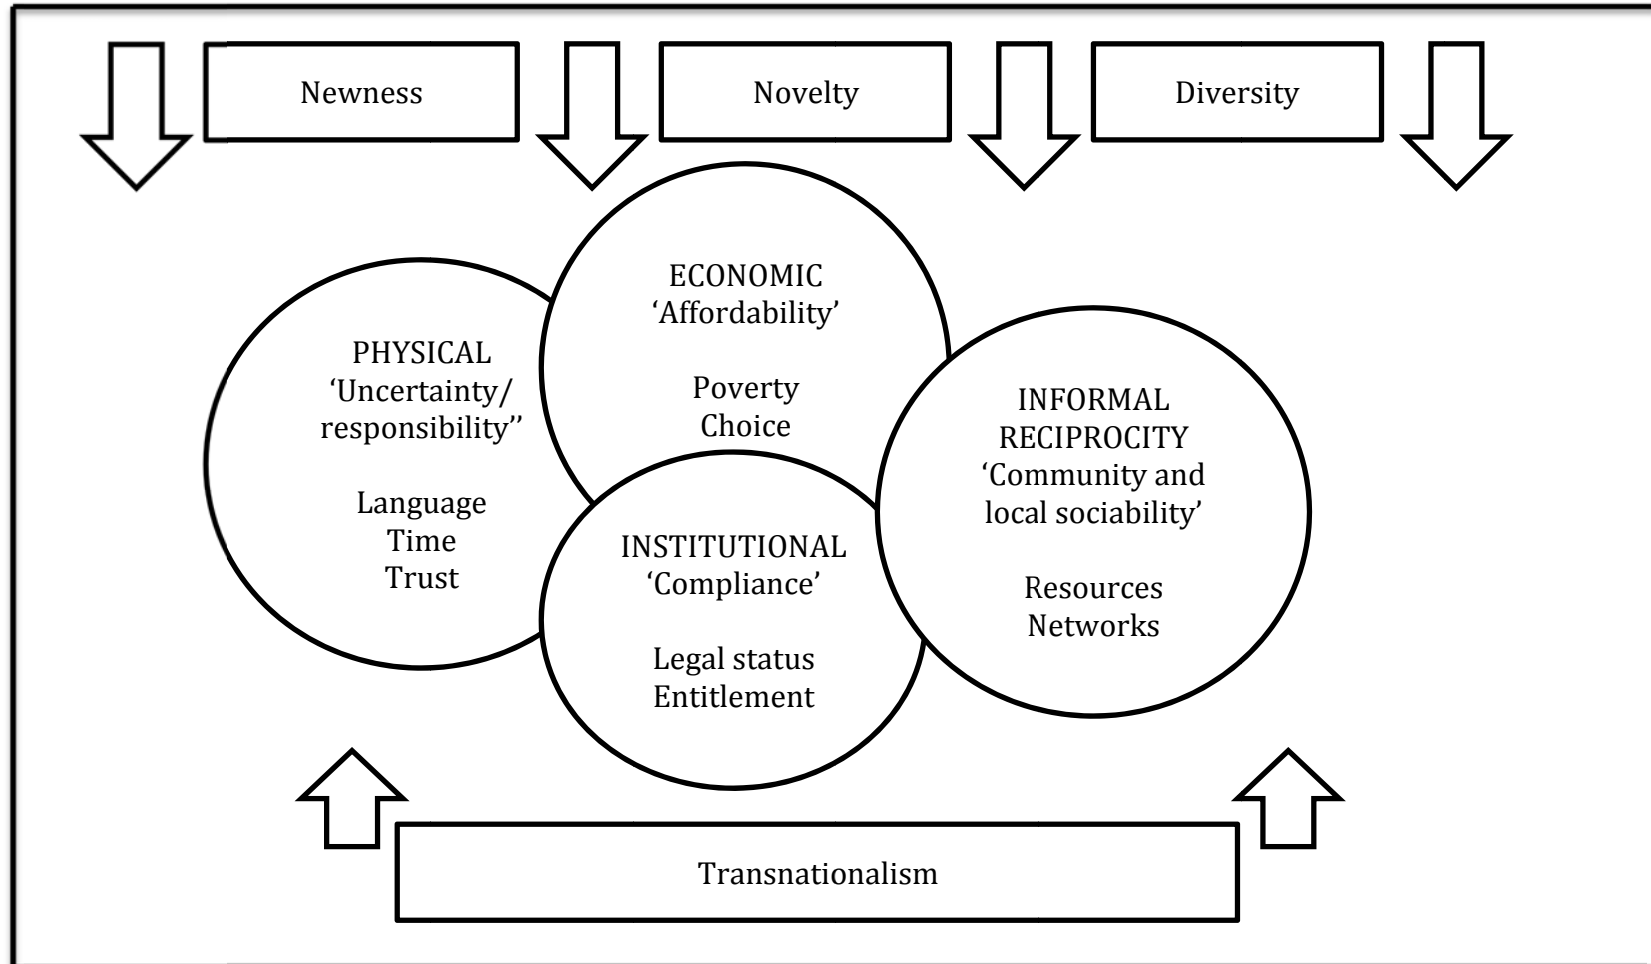 Newness
Novelty
Diversity
PHYSICAL
‘Uncertainty/
responsibility’’
Language
Time
Trust
ECONOMIC
‘Affordability’
Poverty
Choice
INSTITUTIONAL
‘Compliance’
Legal status
Entitlement
INFORMAL
RECIPROCITY
‘Community and
local sociability’
Resources
Networks
Transnationalism